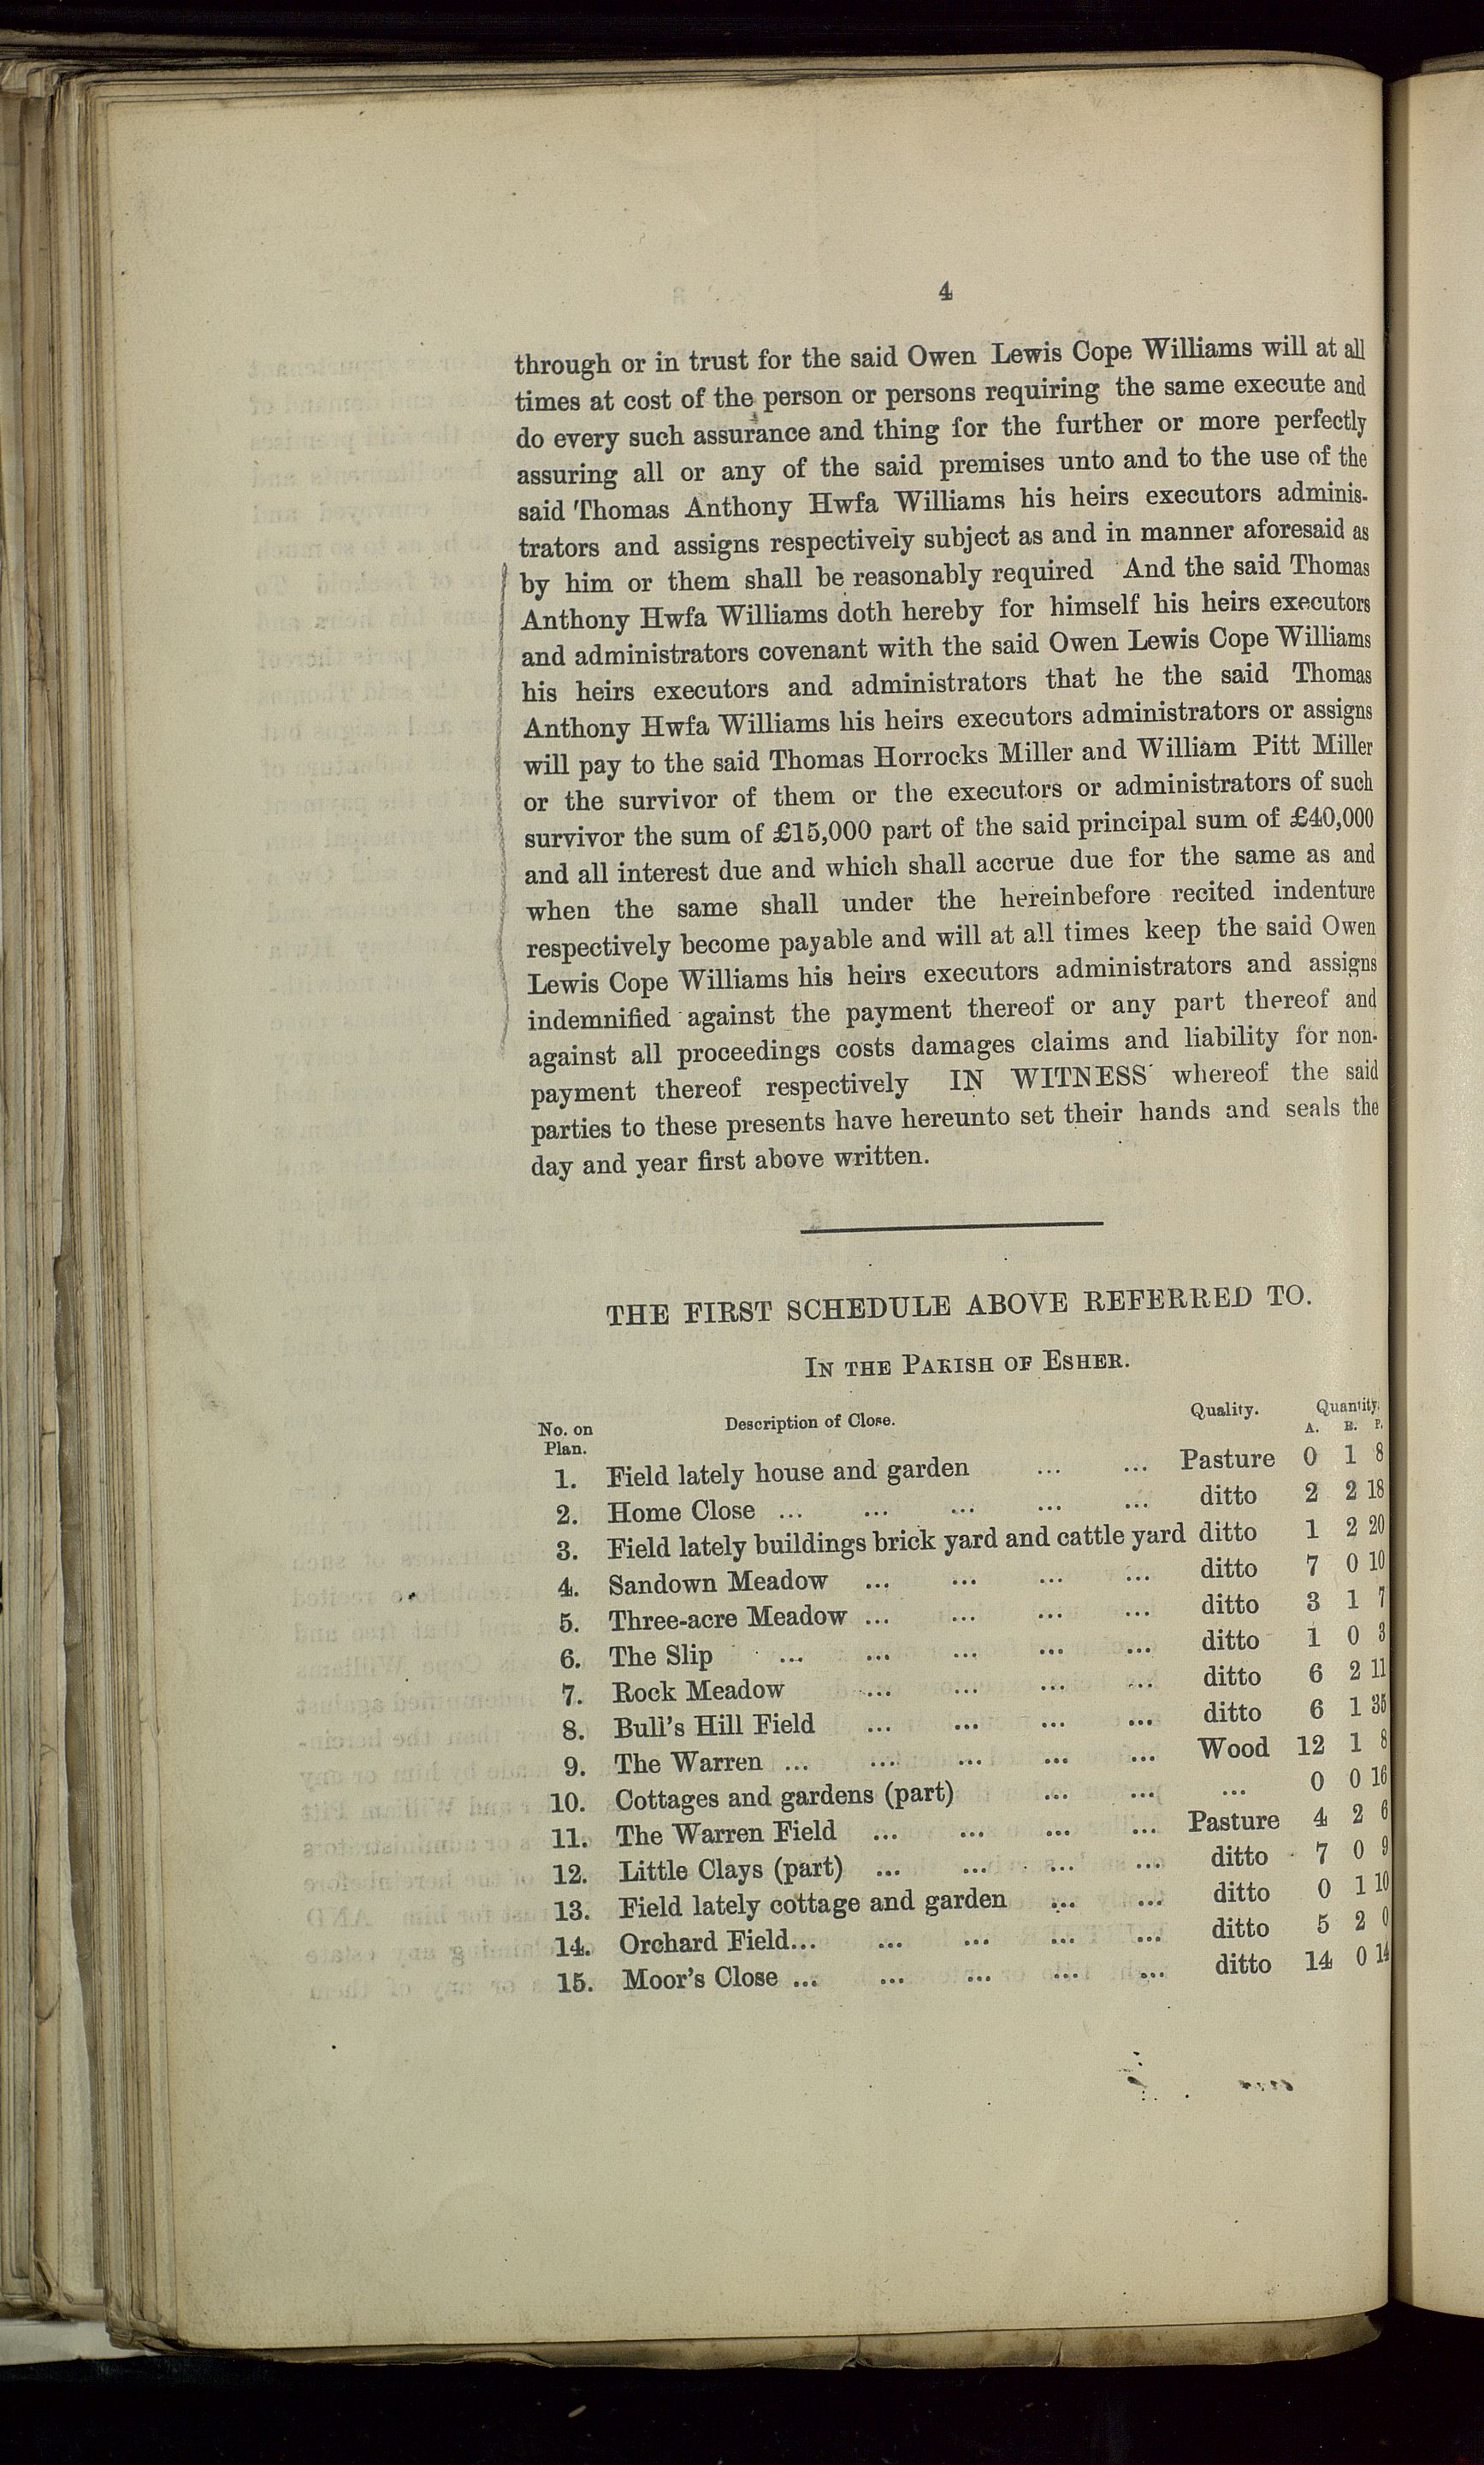 4
through or in trust for the said Owen Lewis Cope Williams will at all
times at cost of the person or persons requiring the same execute and
do every such assurance and thing for the further or more perfectly
assuring all or any of the said premises unto and to the use of the
said Thomas Anthony Hwfa Williams his heirs executors adminis-
trators and assigns respectively subject as and in manner aforesaid as
by him or them shall be reasonably required And the said Thomas
Anthony Hwfa Williams doth hereby for himself his heirs executors
and administrators covenant with the said Owen Lewis Cope Williams
his heirs executors and administrators that he the said Thomas
Anthony Hwfa Williams his heirs executors administrators or assigns
will pay to the said Thomas Horrocks Miller and William Pitt Miller
or the survivor of them or the executors or administrators of such
survivor the sum of £15,000 part of the said principal sum of £40,000
and all interest due and which shall accrue due for the same as and
when the same shall under the hereinbefore recited indenture
respectively become payable and will at all times keep the said Owen
Lewis Cope Williams his heirs executors administrators and assigns
indemnified against the payment thereof or any part thereof and
against all proceedings costs damages claims and liability for non-
payment thereof respectively IN WITNESS whereof the said
parties to these presents have hereunto set their hands and seals the
day and year first above written.
THE FIRST SCHEDULE ABOVE REFERRED TO.
IN THE PARISH OF ESHER.
No. on Plan. Description of Close. Quality. Quantity.
A. R. P.
1. Field lately house and garden ... ... Pasture 0 1 8
2. Home Close ... ... ... ... ... ditto 2 2 18
3. Field lately buildings brick yard and cattle yard ditto 1 2 20
4. Sandown Meadow ... ... ... ... ditto 7 0 10
5. Three-acre Meadow ... ... ... ... ditto 3 1 7
6. The Slip ... ... ... ... ... ditto 1 0 3
7. Rock Meadow ... ... ... ... ditto 6 2 11
8. Bull's Hill Field ... ... ... ... ditto 6 1 35
9. The Warren ... ... ... ... ... Wood 12 1 8
10. Cottages and gardens (part) ... ... ... 0 0 16
11. The Warren Field ... ... ... ... Pasture 4 2 6
12. Little Clays (part) ... ... ... ... ditto 7 0 9
13. Field lately cottage and garden ... ... ditto 0 1 10
14. Orchard Field... ... ... ... ... ditto 5 2 0
15. Moor's Close ... ... ... ... ... ditto 14 0 14